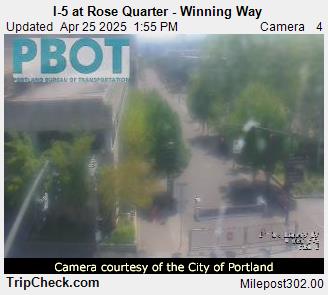 I-5 at Rose Quarter - Winning Way
Updated Apr 25 2025 1:55 PM Camera 4
PBOT
PORTLAND BUREAU OF TRANSPORTATION
Camera courtesy of the City of Portland
TripCheck.com Milepost302.00